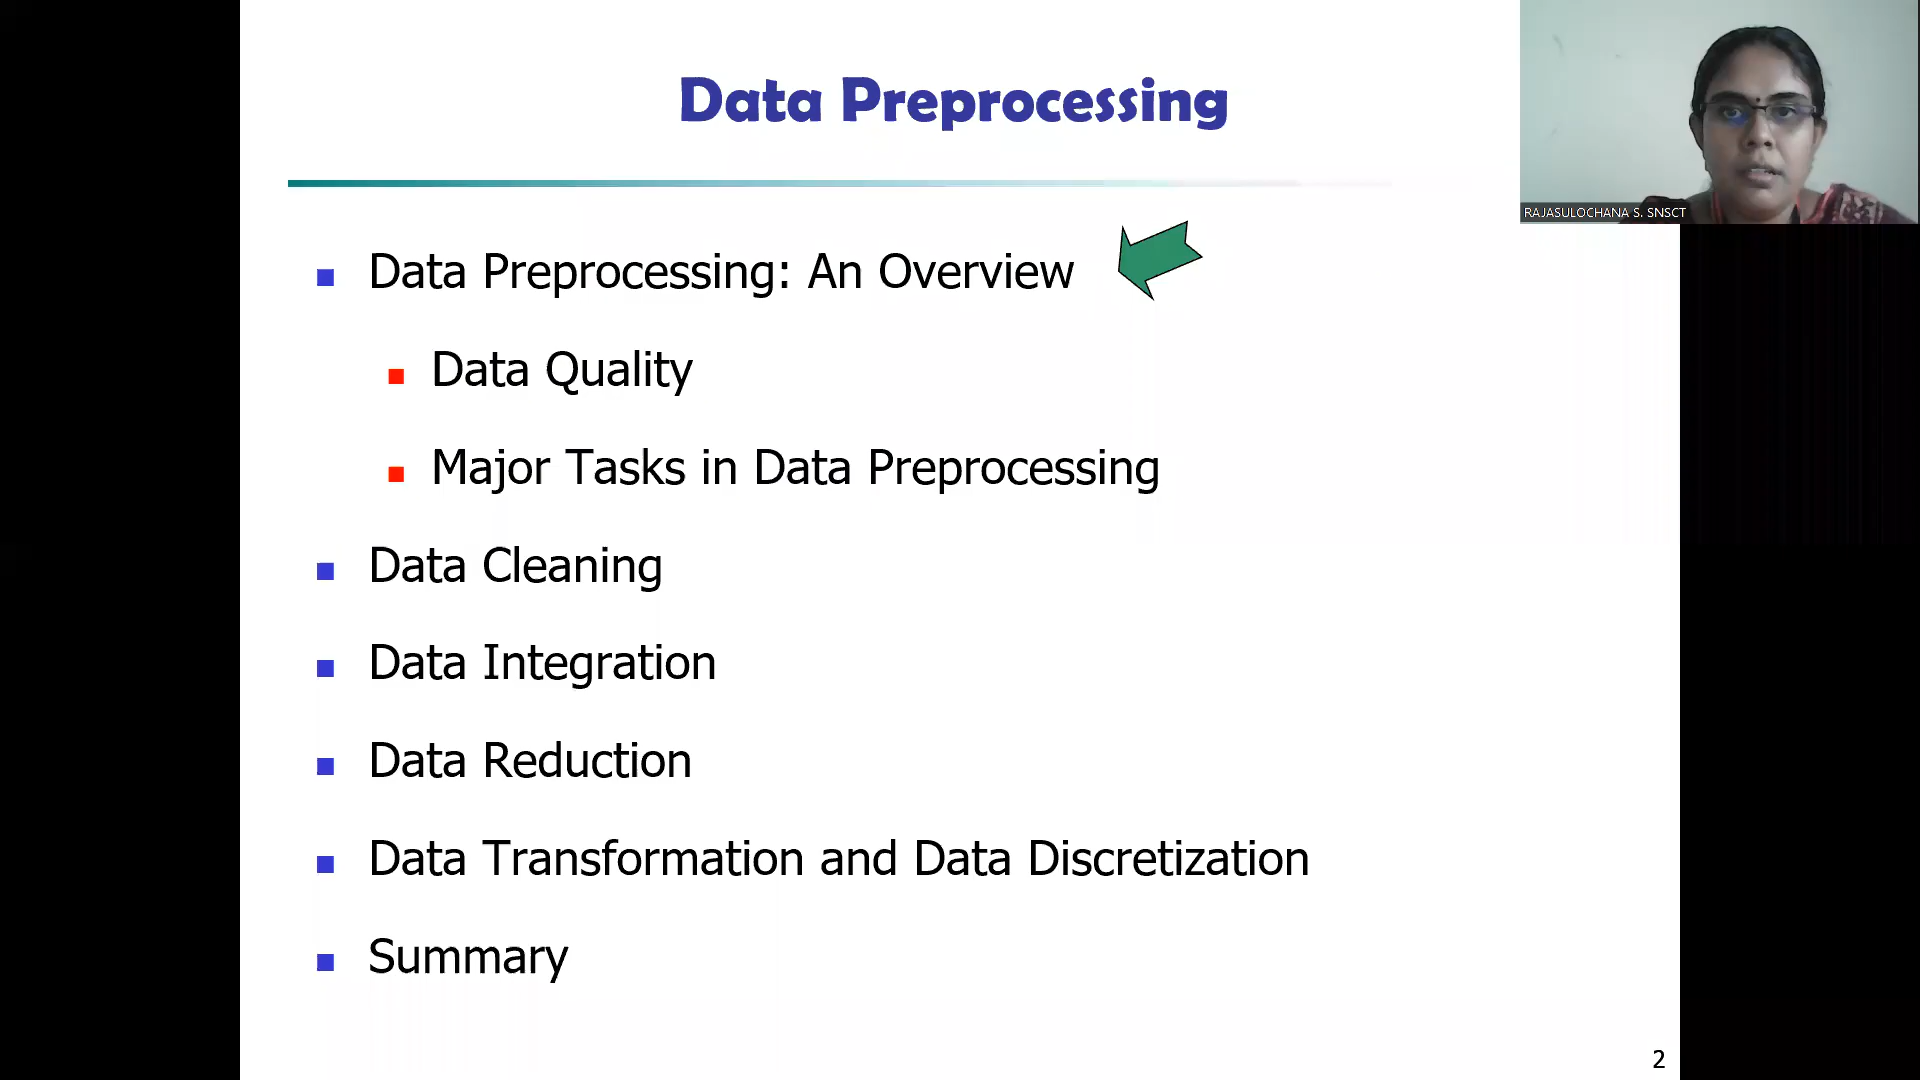 Data Preprocessing
RAJASULOCHANA S. SNSCT
Data Preprocessing: An Overview
Data Quality
Major Tasks in Data Preprocessing
Data Cleaning
Data Integration
Data Reduction
Data Transformation and Data Discretization
Summary
2